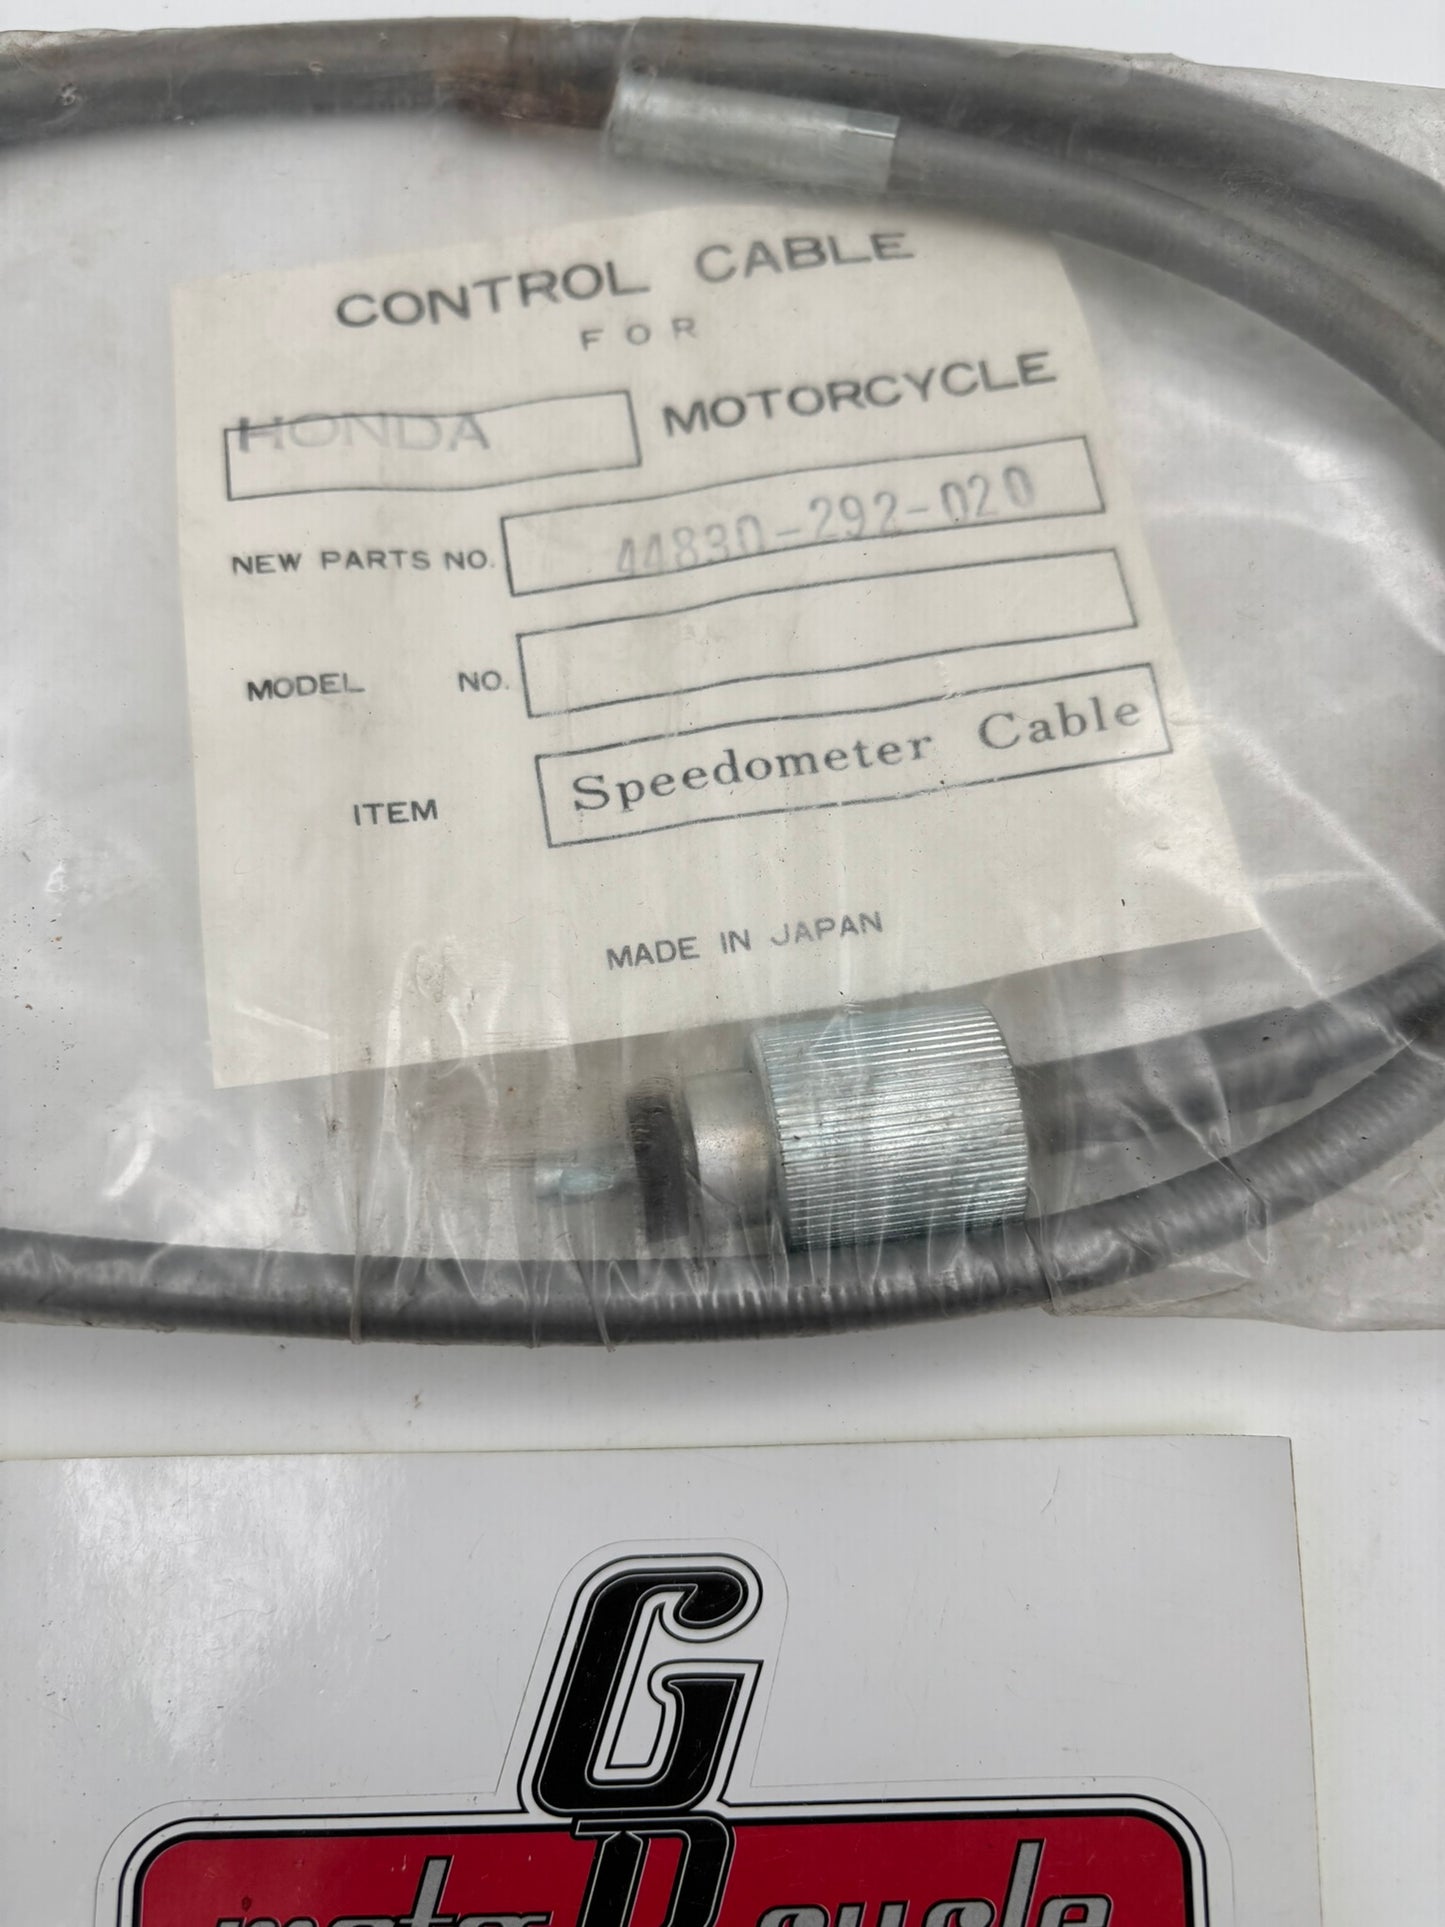 CONTROL CABLE
FOR
HONDA MOTORCYCLE
NEW PARTS NO. 44830-292-020
MODEL NO.
ITEM Speedometer Cable
MADE IN JAPAN
G